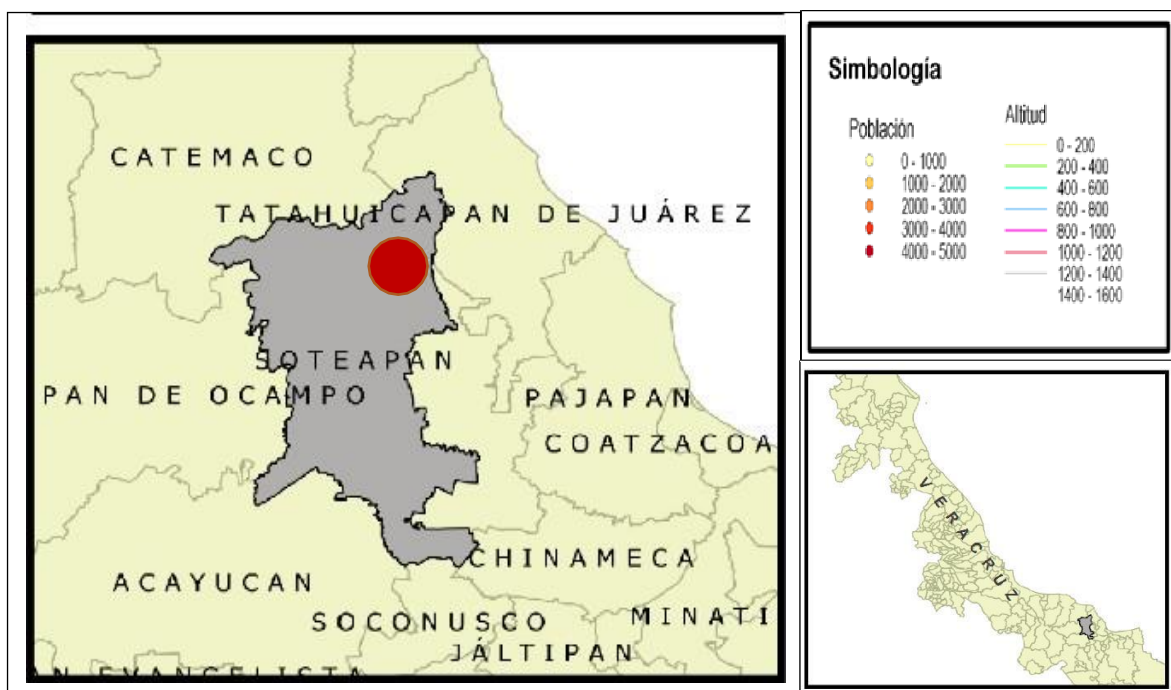 CATEMACO
TATAHUICAPAN DE JUÁREZ
SOTEAPAN
PAN DE OCAMPO
PAJAPAN
COATZACOA
CHINAMECA
ACAYUCAN
SOCONUSCO
MINATI
JÁLTIPAN
AN EVANGELISTA
Simbología
Población
0 - 1000
1000 - 2000
2000 - 3000
3000 - 4000
4000 - 5000
Altitud
0 - 200
200 - 400
400 - 600
600 - 800
800 - 1000
1000 - 1200
1200 - 1400
1400 - 1600
VERACRUZ